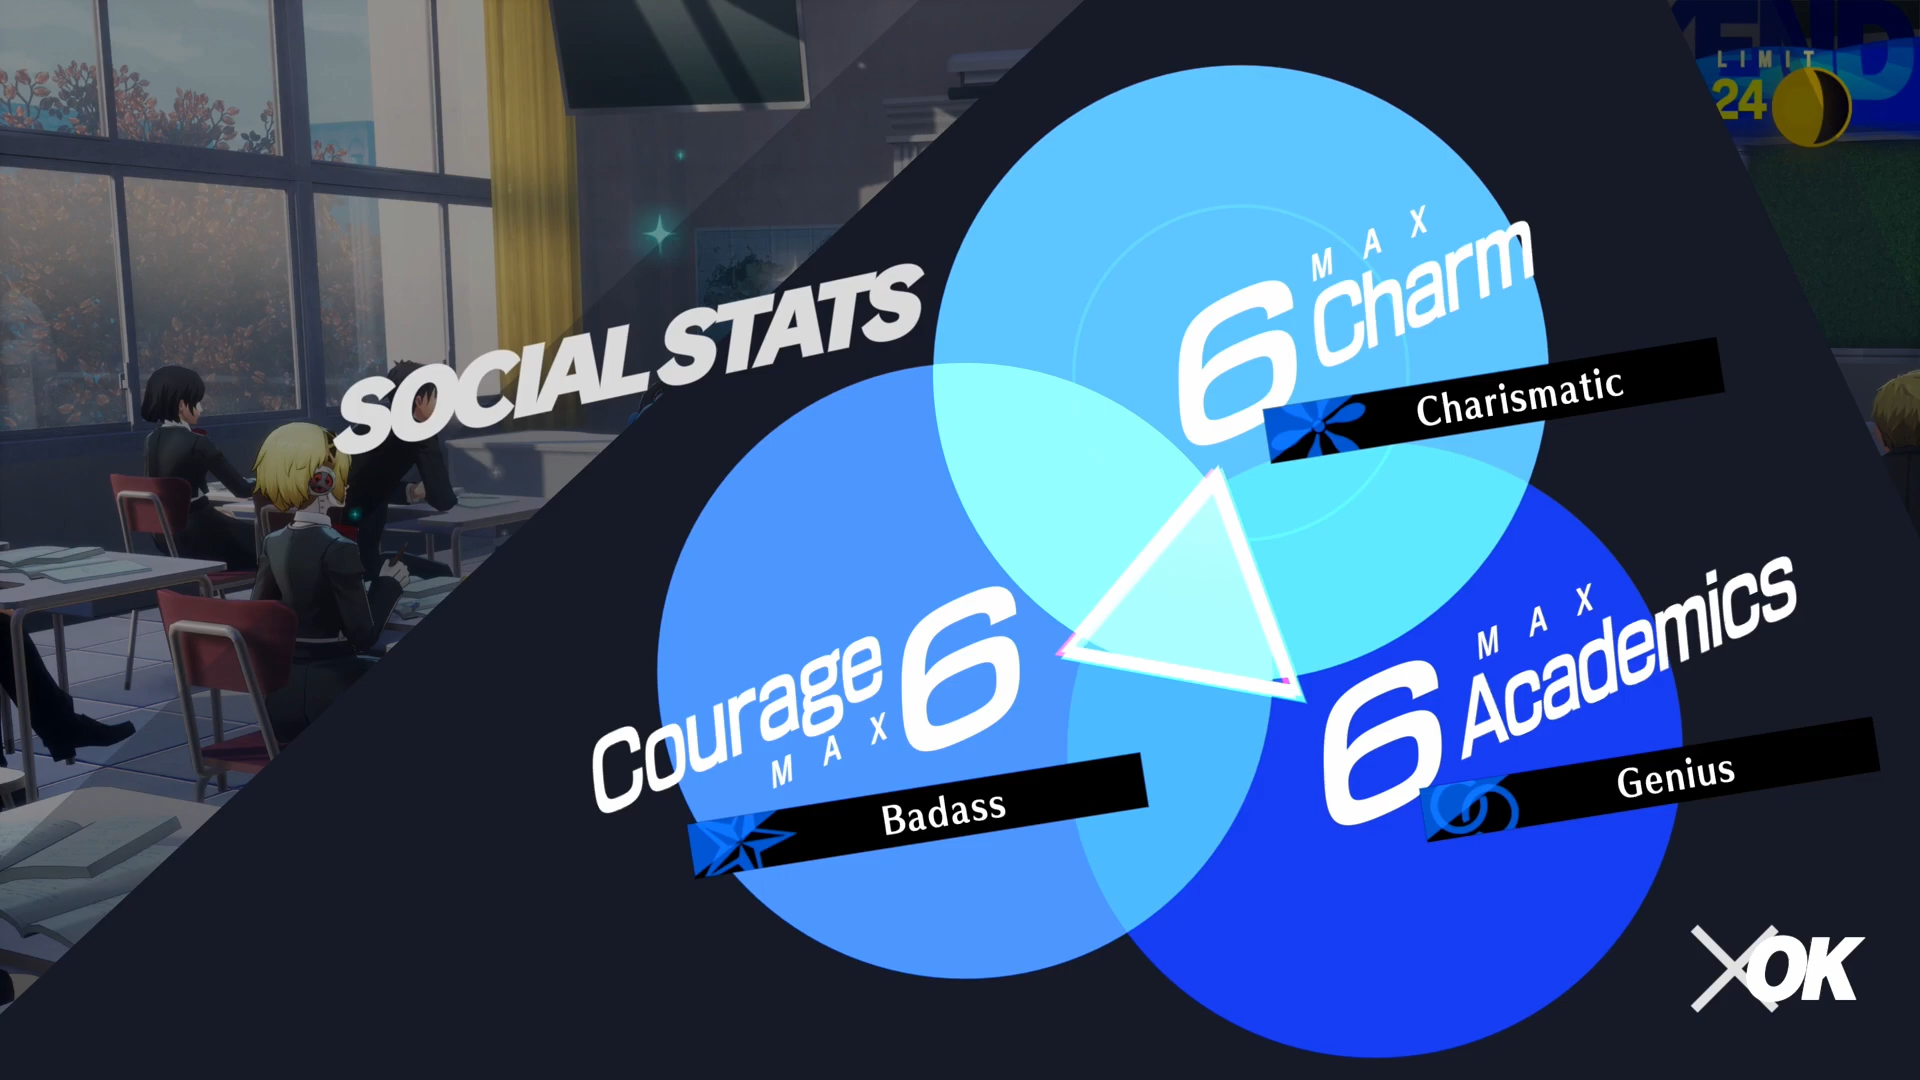 LIMIT
24
SOCIAL STATS
MAX
6 Charm
Charismatic
Courage 6
MAX
Badass
MAX
6 Academics
Genius
OK